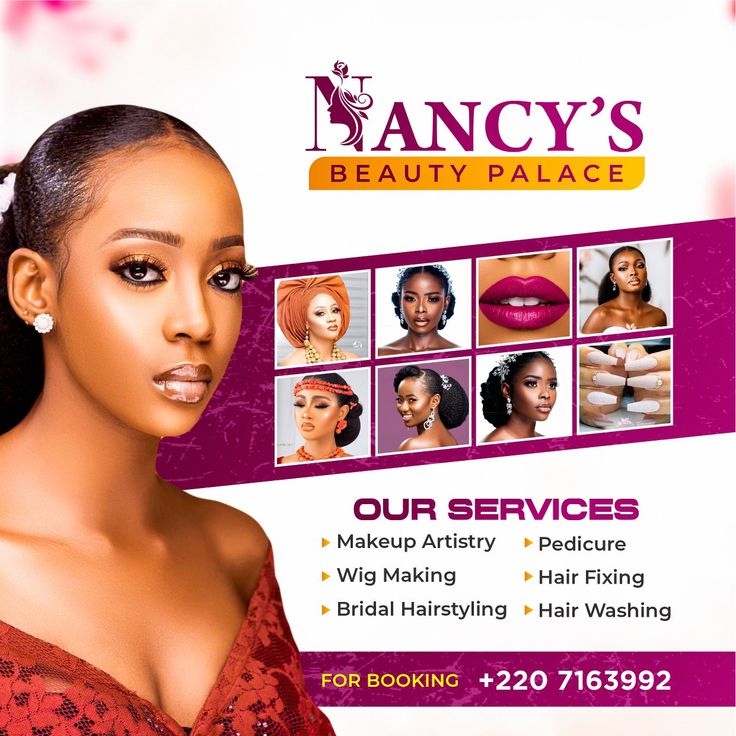 NANCY'S
BEAUTY PALACE
OUR SERVICES
Makeup Artistry
Wig Making
Bridal Hairstyling
Pedicure
Hair Fixing
Hair Washing
FOR BOOKING +220 7163992